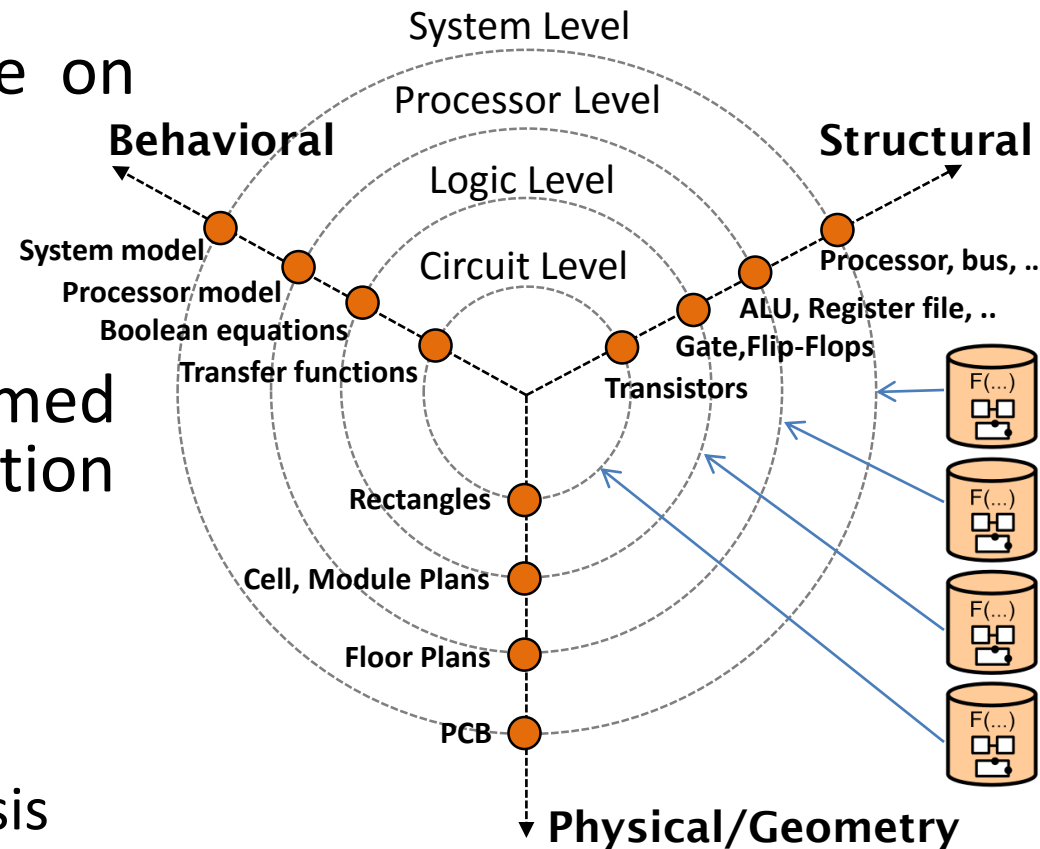 System Level
e on
Processor Level
Behavioral
Structural
Logic Level
System model
Circuit Level
Processor, bus, ..
Processor model
ALU, Register file, ..
Boolean equations
Gate,Flip-Flops
Transfer functions
Transistors
med
F(...)
tion
Rectangles
F(...)
Cell, Module Plans
F(...)
Floor Plans
F(...)
PCB
sis
Physical/Geometry